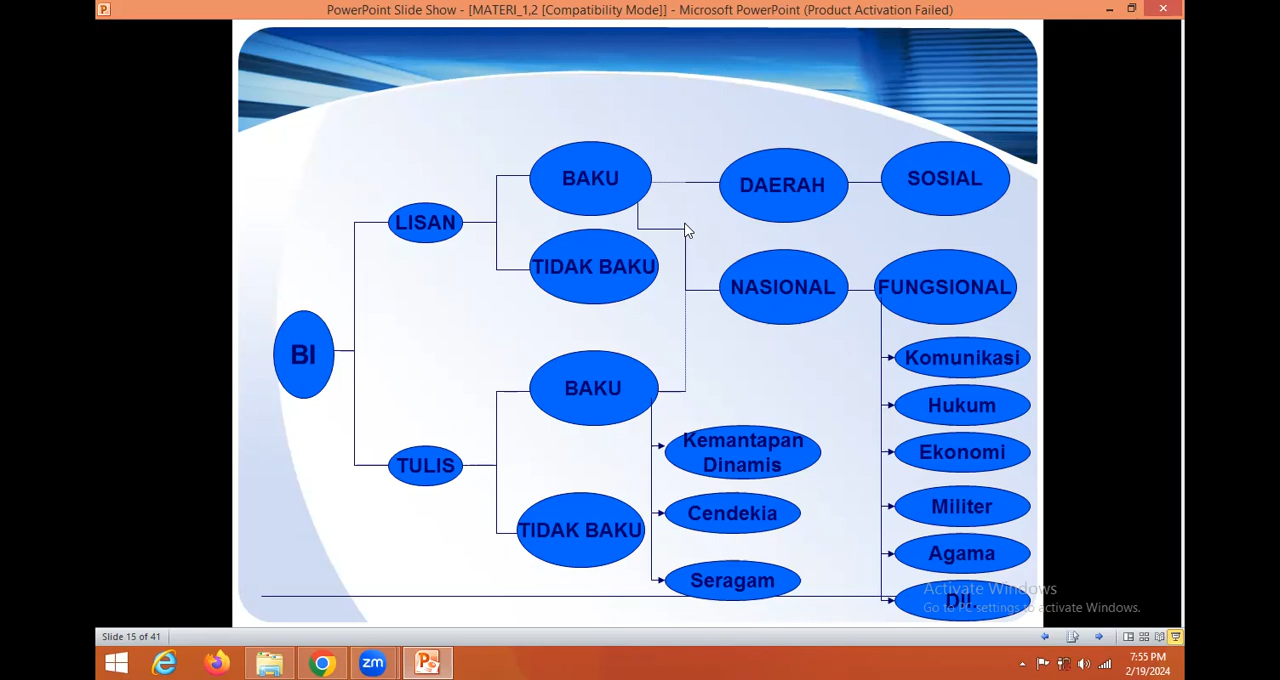 PowerPoint Slide Show - [MATERI_1,2 [Compatibility Mode]] - Microsoft PowerPoint (Product Activation Failed)
BAKU
DAERAH
SOSIAL
LISAN
TIDAK BAKU
NASIONAL
FUNGSIONAL
BI
Komunikasi
BAKU
Hukum
Kemantapan
Dinamis
Ekonomi
TULIS
Cendekia
Militer
TIDAK BAKU
Agama
Seragam
Dll.
Activate Windows
Go to PC settings to activate Windows.
Slide 15 of 41
zm
7:55 PM
2/19/2024